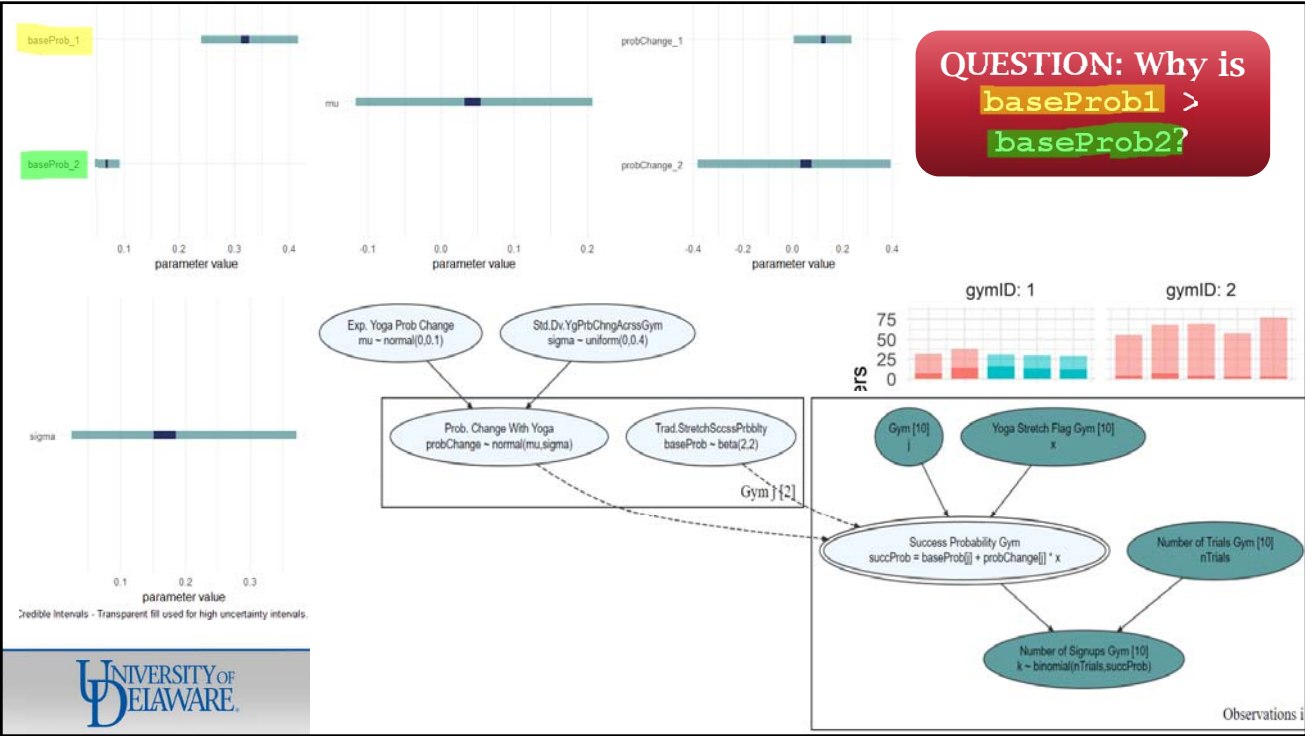 baseProb_1
baseProb_2
0.1 0.2 0.3 0.4
parameter value
mu
-0.1 0.0 0.1 0.2
parameter value
probChange_1
probChange_2
-0.4 -0.2 0.0 0.2 0.4
parameter value
QUESTION: Why is
baseProb1 >
baseProb2?
sigma
0.1 0.2 0.3
parameter value
Credible Intervals - Transparent fill used for high uncertainty intervals.
UNIVERSITY OF
DELAWARE.
Exp. Yoga Prob Change
mu ~ normal(0,0.1)
Std.Dv.YgPrbChngAcrssGym
sigma ~ uniform(0,0.4)
Prob. Change With Yoga
probChange ~ normal(mu,sigma)
Trad.StretchSccssPrbblty
baseProb ~ beta(2,2)
Gym j [2]
gymID: 1
gymID: 2
75
50
25
0
ers
Gym [10]
j
Yoga Stretch Flag Gym [10]
x
Success Probability Gym
succProb = baseProb[j] + probChange[j] * x
Number of Trials Gym [10]
nTrials
Number of Signups Gym [10]
k ~ binomial(nTrials,succProb)
Observations i